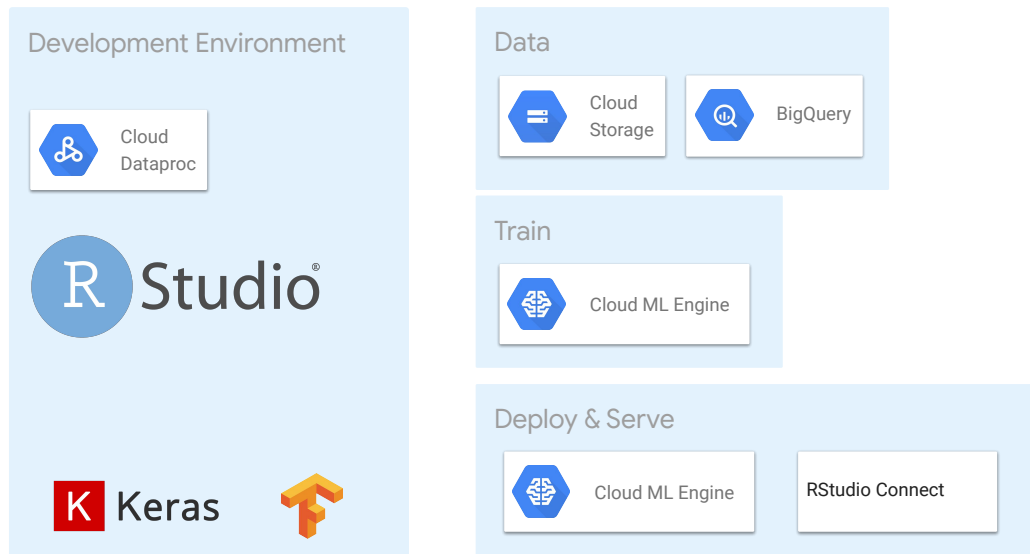 Development Environment
Cloud
Dataproc
R Studio®
K Keras
Data
Cloud
Storage
BigQuery
Train
Cloud ML Engine
Deploy & Serve
Cloud ML Engine
RStudio Connect